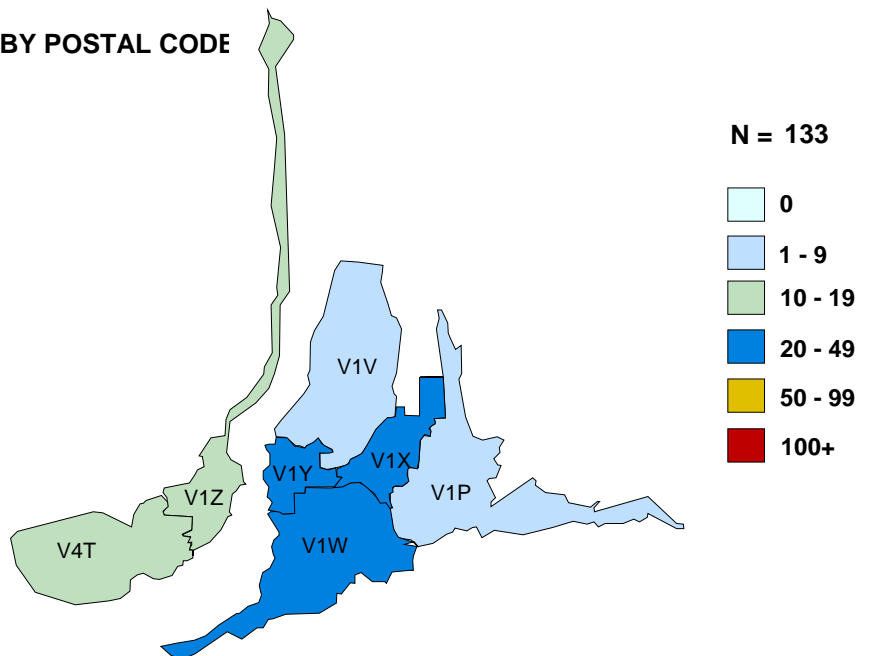 BY POSTAL CODE
N = 133
0
1 - 9
10 - 19
20 - 49
50 - 99
100+
V1V
V1X
V1Y
V1P
V1Z
V1W
V4T